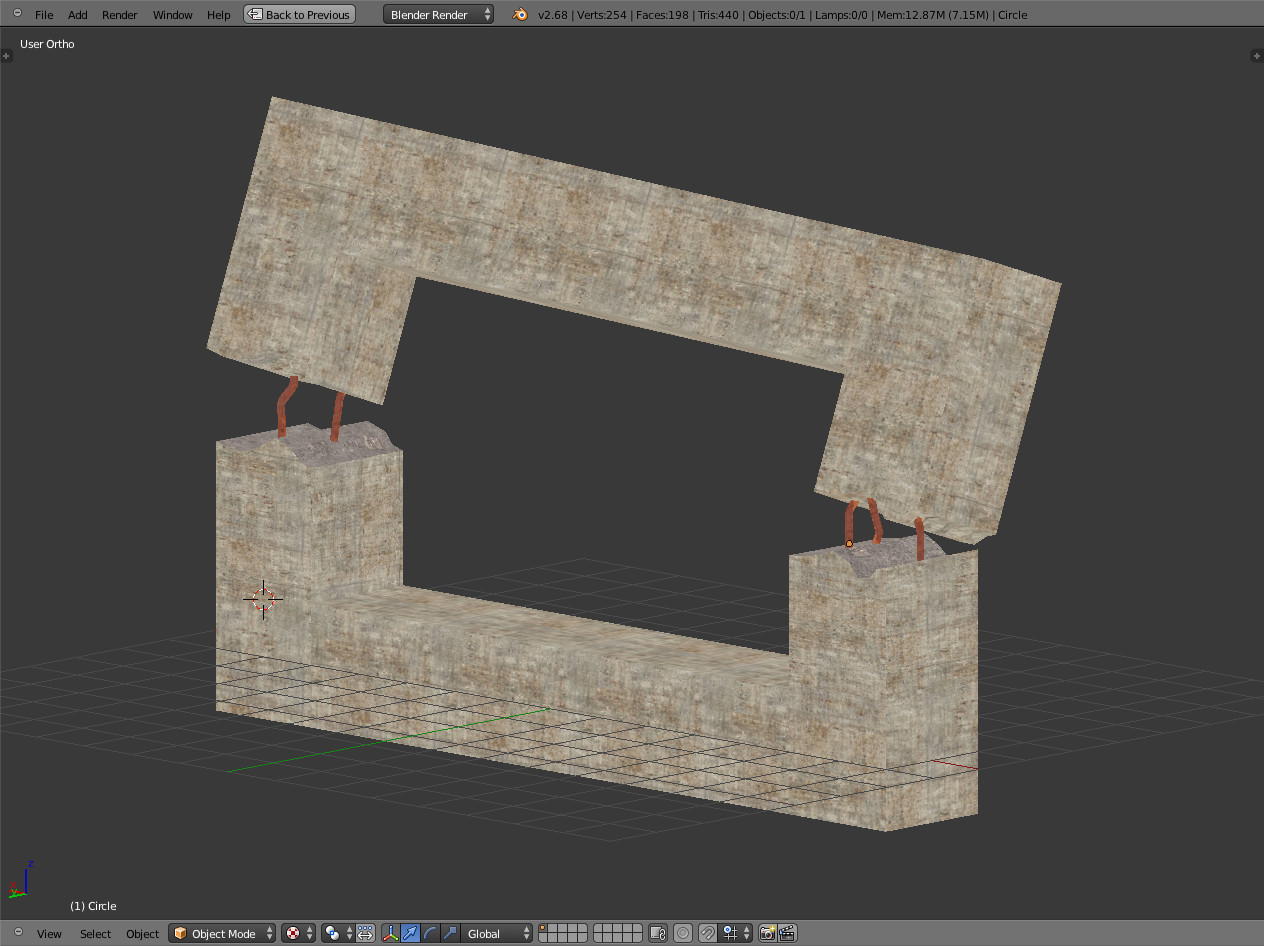 File Add Render Window Help Back to Previous Blender Render v2.68 | Verts:254 | Faces:198 | Tris:440 | Objects:0/1 | Lamps:0/0 | Mem:12.87M (7.15M) | Circle
User Ortho
z
y
(1) Circle
View Select Object Object Mode Global